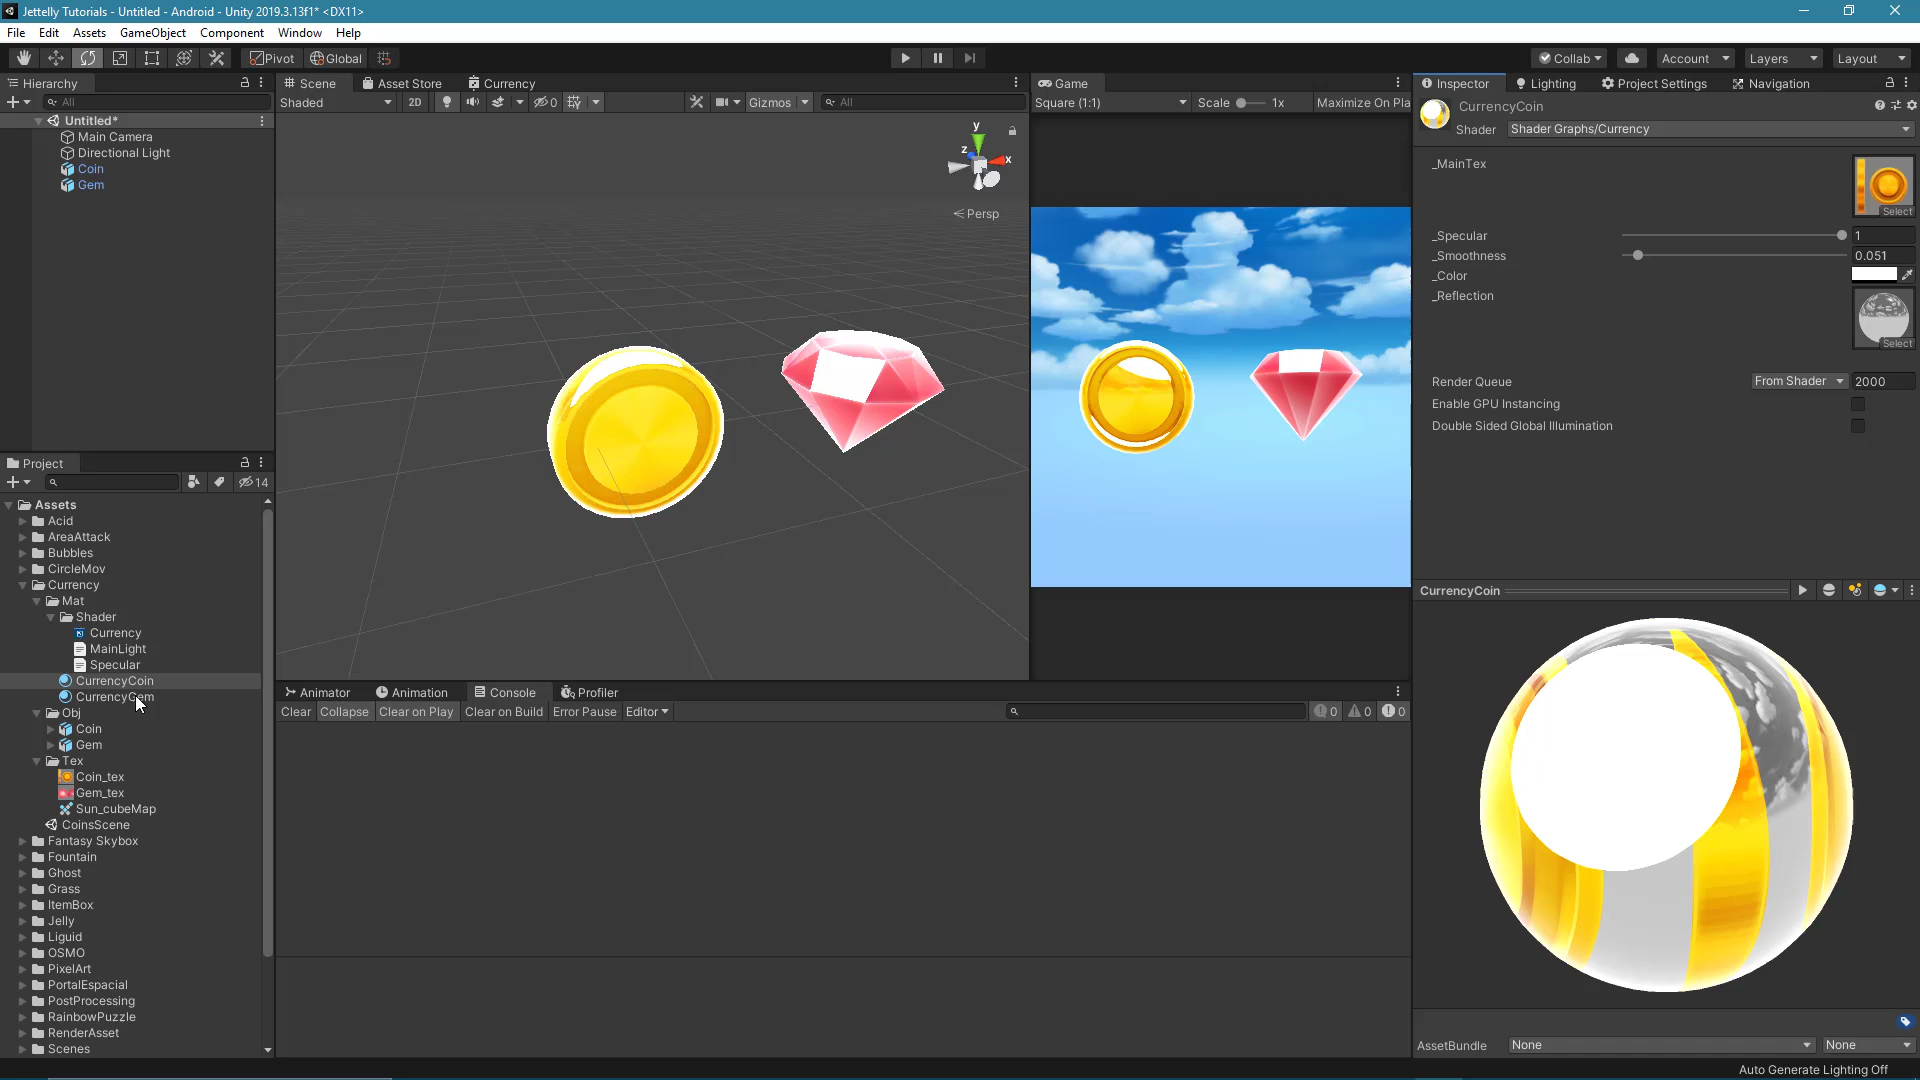 Jettelly Tutorials - Untitled - Android - Unity 2019.3.13f1* <DX11>
File Edit Assets GameObject Component Window Help
Pivot Global
Collab Account Layers Layout
Hierarchy
All
Untitled*
Main Camera
Directional Light
Coin
Gem
Scene Asset Store Currency
Shaded 2D 0 Gizmos All
y
z x
Persp
Game
Square (1:1) Scale 1x Maximize On Pla
Inspector Lighting Project Settings Navigation
CurrencyCoin
Shader Shader Graphs/Currency
_MainTex
Select
_Specular 1
_Smoothness 0.051
_Color
_Reflection
Select
Render Queue From Shader 2000
Enable GPU Instancing
Double Sided Global Illumination
Project
14
Assets
Acid
AreaAttack
Bubbles
CircleMov
Currency
Mat
Shader
Currency
MainLight
Specular
CurrencyCoin
CurrencyGem
Obj
Coin
Gem
Tex
Coin_tex
Gem_tex
Sun_cubeMap
CoinsScene
Fantasy Skybox
Fountain
Ghost
Grass
ItemBox
Jelly
Liguid
OSMO
PixelArt
PortalEspacial
PostProcessing
RainbowPuzzle
RenderAsset
Scenes
Animator Animation Console Profiler
Clear Collapse Clear on Play Clear on Build Error Pause Editor 0 0 0
CurrencyCoin
AssetBundle None None
Auto Generate Lighting Off